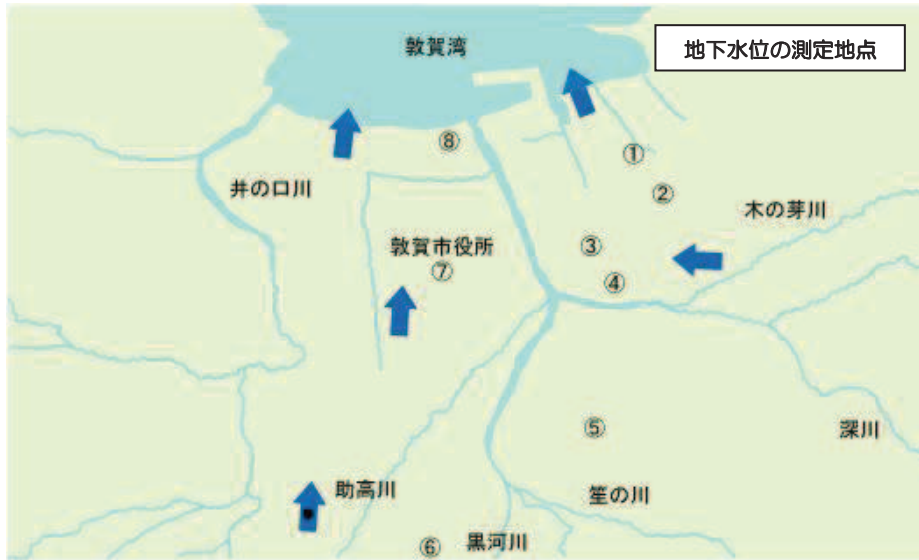 敦賀湾
地下水位の測定地点
⑧
①
井の口川
②
木の芽川
敦賀市役所
③
⑦
④
⑤
深川
助高川
笙の川
⑥
黒河川